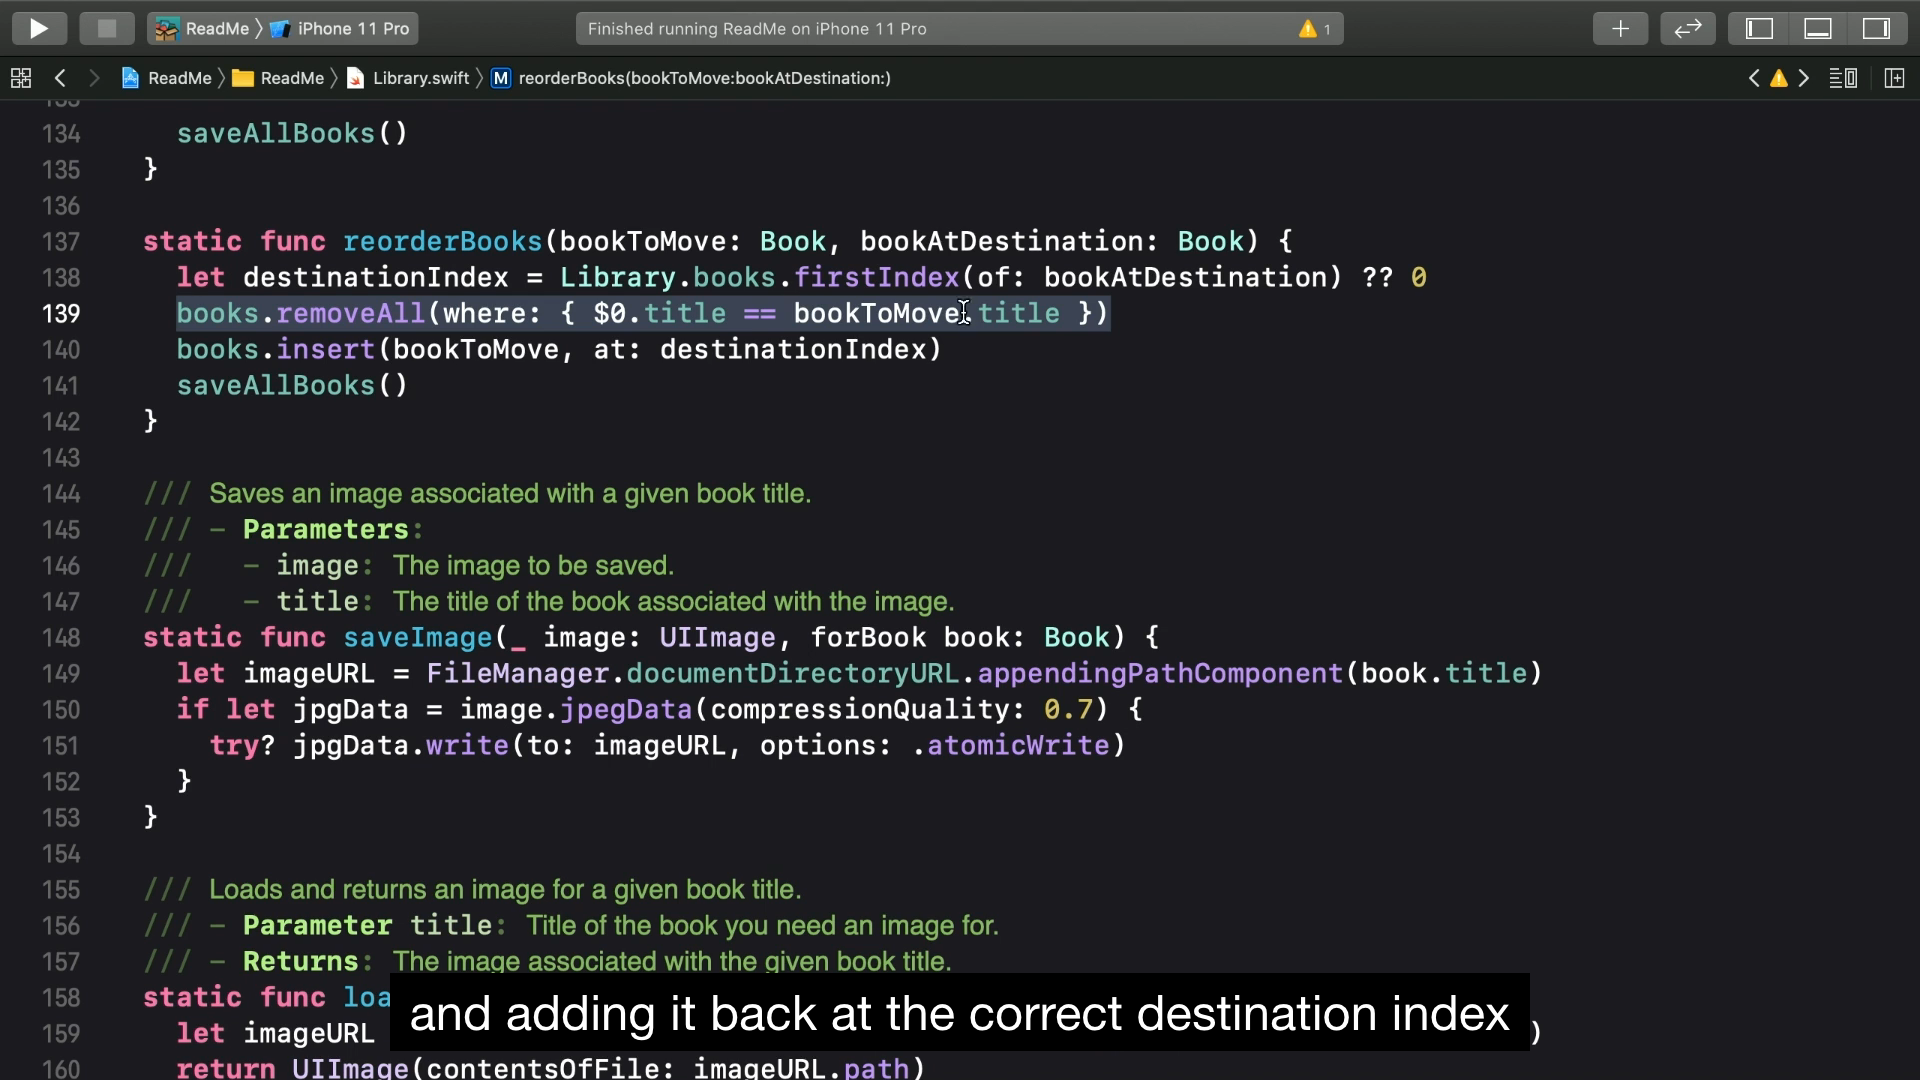 ReadMe › iPhone 11 Pro
Finished running ReadMe on iPhone 11 Pro
1
ReadMe › ReadMe › Library.swift › M reorderBooks(bookToMove:bookAtDestination:)
134 saveAllBooks()
135 }
136
137 static func reorderBooks(bookToMove: Book, bookAtDestination: Book) {
138 let destinationIndex = Library.books.firstIndex(of: bookAtDestination) ?? 0
139 books.removeAll(where: { $0.title == bookToMove.title })
140 books.insert(bookToMove, at: destinationIndex)
141 saveAllBooks()
142 }
143
144 /// Saves an image associated with a given book title.
145 /// - Parameters:
146 /// - image: The image to be saved.
147 /// - title: The title of the book associated with the image.
148 static func saveImage(_ image: UIImage, forBook book: Book) {
149 let imageURL = FileManager.documentDirectoryURL.appendingPathComponent(book.title)
150 if let jpgData = image.jpegData(compressionQuality: 0.7) {
151 try? jpgData.write(to: imageURL, options: .atomicWrite)
152 }
153 }
154
155 /// Loads and returns an image for a given book title.
156 /// - Parameter title: Title of the book you need an image for.
157 /// - Returns: The image associated with the given book title.
158 static func loa
and adding it back at the correct destination index
159 let imageURL )
160 return UIImage(contentsOfFile: imageURL.path)